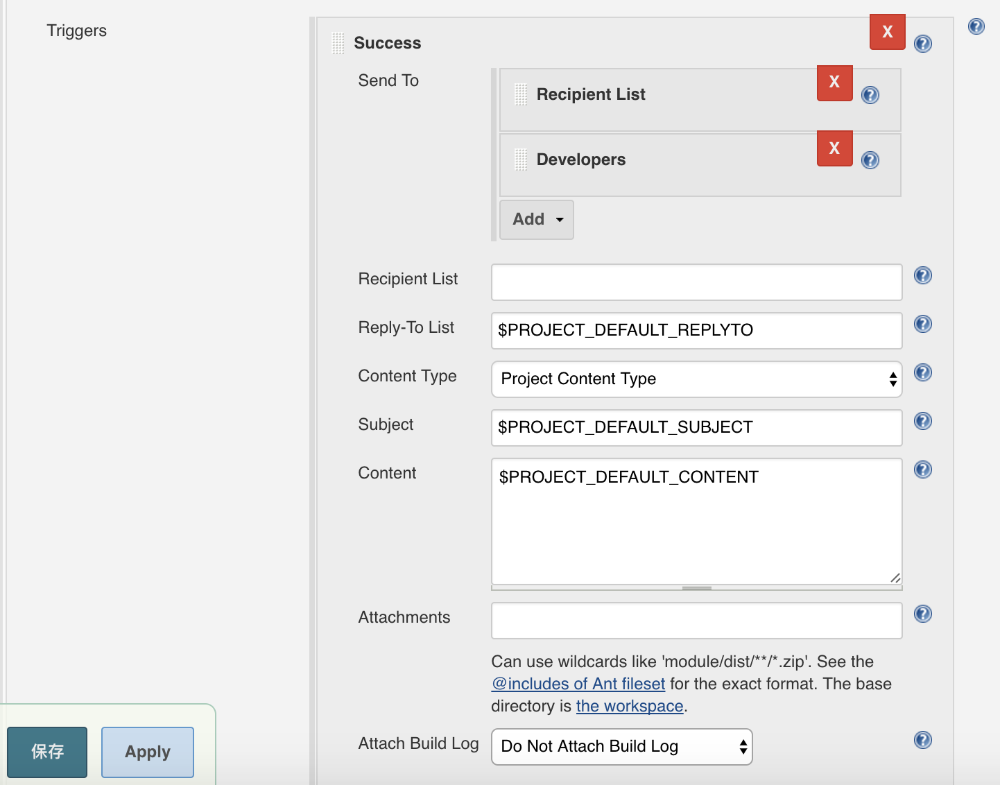 Triggers
Success
X
Send To
Recipient List
X
Developers
X
Add
Recipient List
Reply-To List
$PROJECT_DEFAULT_REPLYTO
Content Type
Project Content Type
Subject
$PROJECT_DEFAULT_SUBJECT
Content
$PROJECT_DEFAULT_CONTENT
Attachments
Can use wildcards like 'module/dist/**/*.zip'. See the
@includes of Ant fileset for the exact format. The base
directory is the workspace.
Attach Build Log
Do Not Attach Build Log
保存
Apply